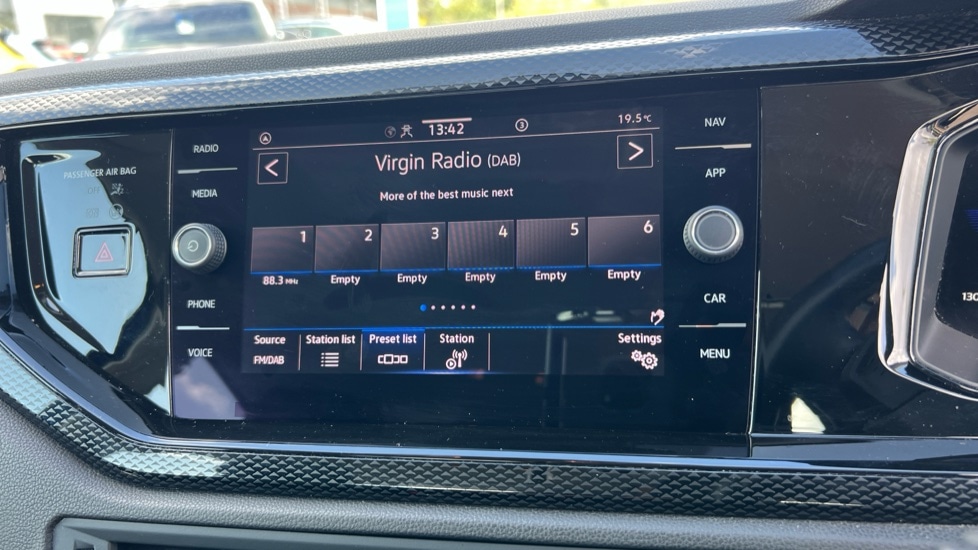 RADIO
MEDIA
PHONE
VOICE
PASSENGER AIR BAG
13:42
3
19.5°C
Virgin Radio (DAB)
More of the best music next
1 2 3 4 5 6
88.3 MHz Empty Empty Empty Empty Empty
Source Station list Preset list Station Settings
FM/DAB
NAV
APP
CAR
MENU
130